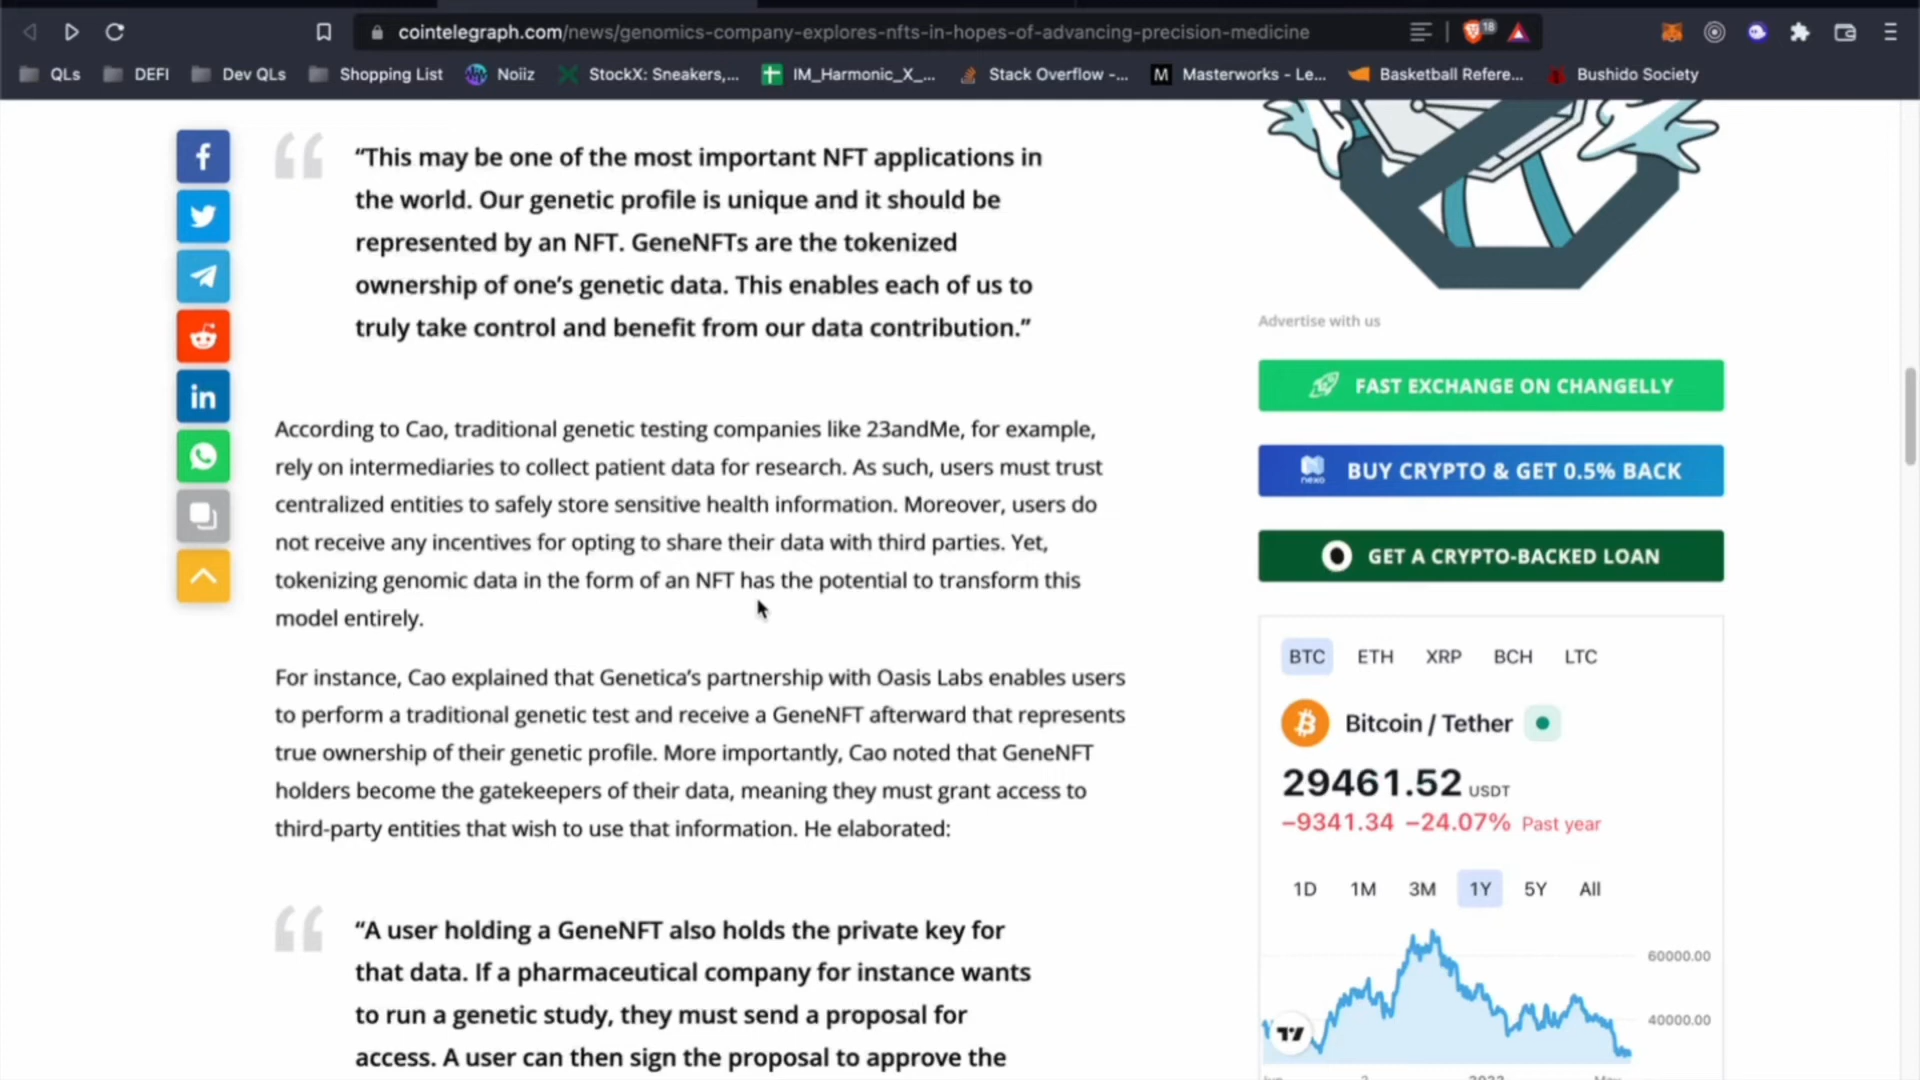 cointelegraph.com/news/genomics-company-explores-nfts-in-hopes-of-advancing-precision-medicine
18
QLs
DEFI
Dev QLs
Shopping List
Noiiz
StockX: Sneakers,...
IM_Harmonic_X_...
Stack Overflow -...
M
Masterworks - Le...
Basketball Refere...
Bushido Society
“This may be one of the most important NFT applications in
the world. Our genetic profile is unique and it should be
represented by an NFT. GeneNFTs are the tokenized
ownership of one’s genetic data. This enables each of us to
truly take control and benefit from our data contribution.”
According to Cao, traditional genetic testing companies like 23andMe, for example,
rely on intermediaries to collect patient data for research. As such, users must trust
centralized entities to safely store sensitive health information. Moreover, users do
not receive any incentives for opting to share their data with third parties. Yet,
tokenizing genomic data in the form of an NFT has the potential to transform this
model entirely.
For instance, Cao explained that Genetica’s partnership with Oasis Labs enables users
to perform a traditional genetic test and receive a GeneNFT afterward that represents
true ownership of their genetic profile. More importantly, Cao noted that GeneNFT
holders become the gatekeepers of their data, meaning they must grant access to
third-party entities that wish to use that information. He elaborated:
“A user holding a GeneNFT also holds the private key for
that data. If a pharmaceutical company for instance wants
to run a genetic study, they must send a proposal for
access. A user can then sign the proposal to approve the
Advertise with us
FAST EXCHANGE ON CHANGELLY
nexo
BUY CRYPTO & GET 0.5% BACK
GET A CRYPTO-BACKED LOAN
BTC ETH XRP BCH LTC
Bitcoin / Tether
29461.52 USDT
−9341.34 −24.07% Past year
1D 1M 3M 1Y 5Y All
60000.00
40000.00